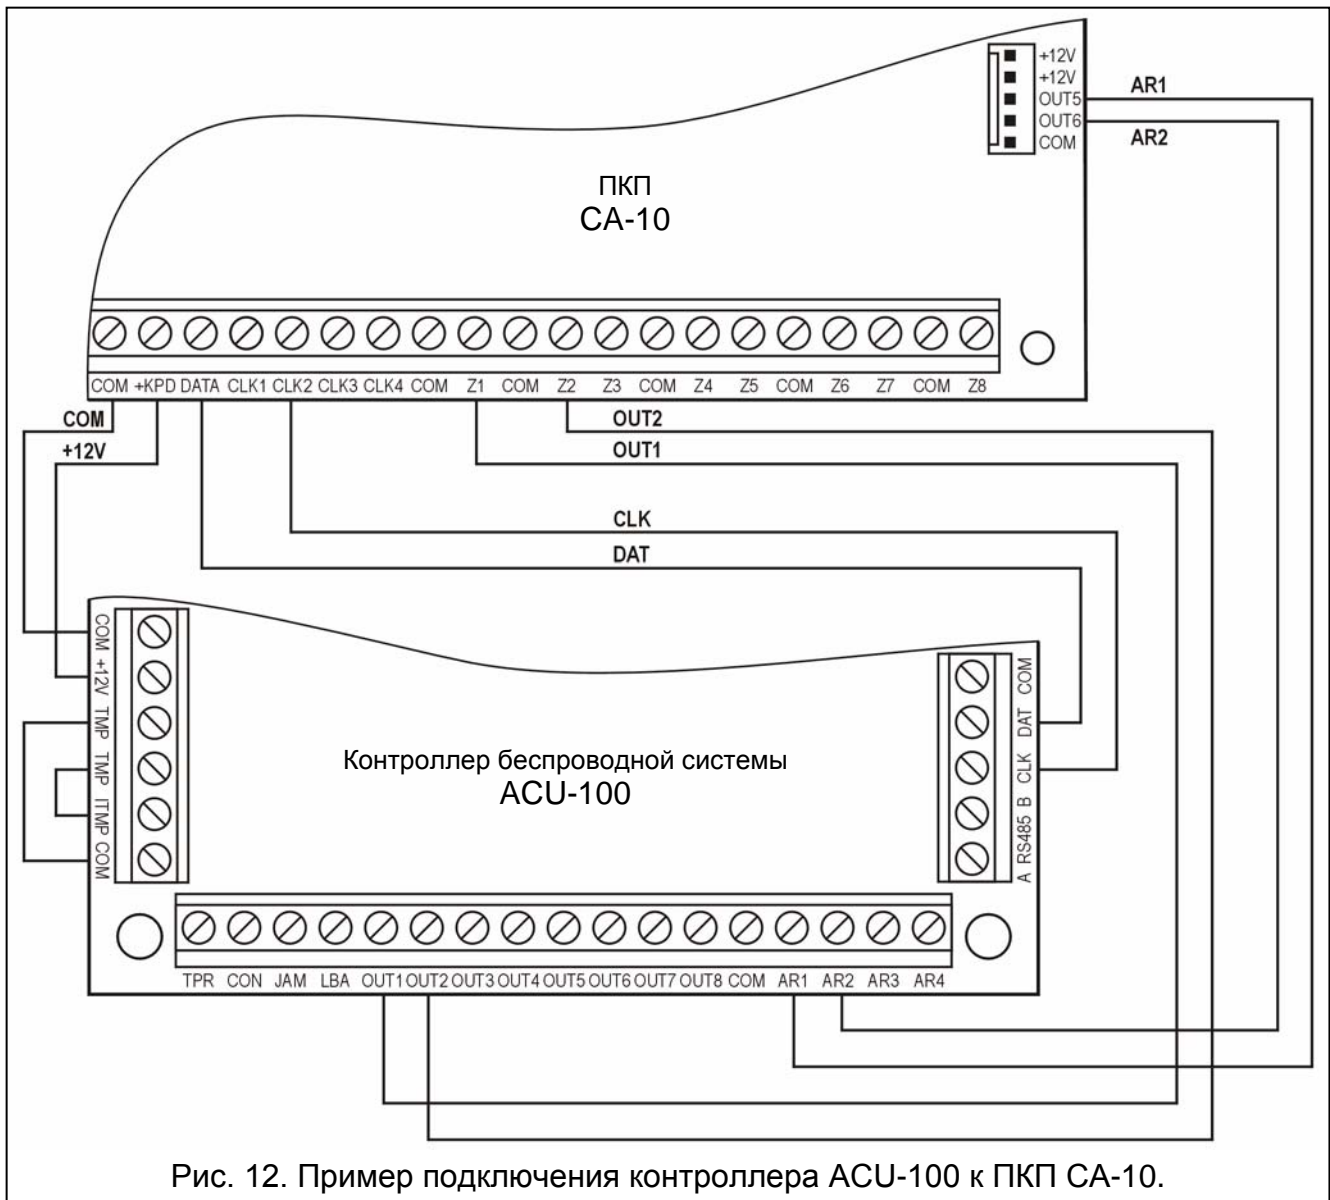 +12V
+12V
OUT5
OUT6
COM
AR1
AR2
ПКП
CA-10
COM +KPD DATA CLK1 CLK2 CLK3 CLK4 COM Z1 COM Z2 Z3 COM Z4 Z5 COM Z6 Z7 COM Z8
COM
+12V
OUT2
OUT1
CLK
DAT
COM +12V TMP TMP ITMP COM
Контроллер беспроводной системы
ACU-100
A RS485 B CLK DAT COM
TPR CON JAM LBA OUT1 OUT2 OUT3 OUT4 OUT5 OUT6 OUT7 OUT8 COM AR1 AR2 AR3 AR4
Рис. 12. Пример подключения контроллера ACU-100 к ПКП CA-10.